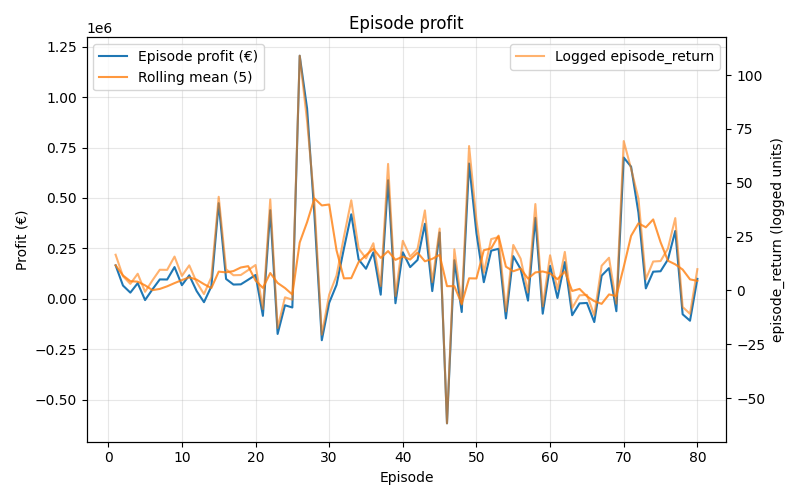 Episode profit
1e6
Episode profit (€)
Rolling mean (5)
Logged episode_return
1.25
1.00
0.75
0.50
0.25
0.00
−0.25
−0.50
Profit (€)
100
75
50
25
0
−25
−50
episode_return (logged units)
0 10 20 30 40 50 60 70 80
Episode